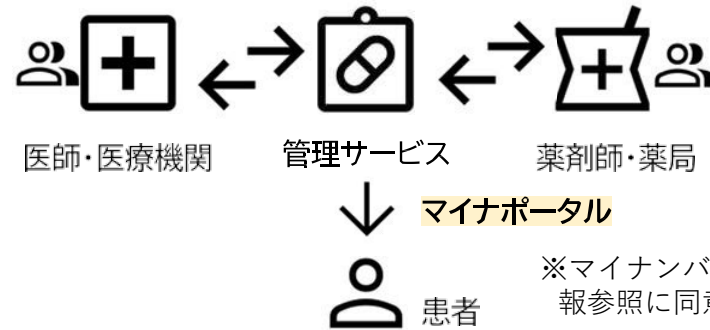 医師・医療機関
管理サービス
薬剤師・薬局
マイナポータル
患者
※マイナンバ
報参照に同意